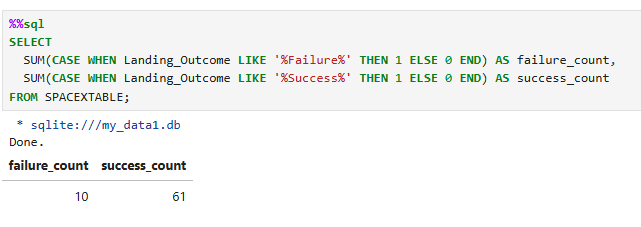 %%sql
SELECT
SUM(CASE WHEN Landing_Outcome LIKE '%Failure%' THEN 1 ELSE 0 END) AS failure_count,
SUM(CASE WHEN Landing_Outcome LIKE '%Success%' THEN 1 ELSE 0 END) AS success_count
FROM SPACEXTABLE;
* sqlite:///my_data1.db
Done.
failure_count success_count
10 61